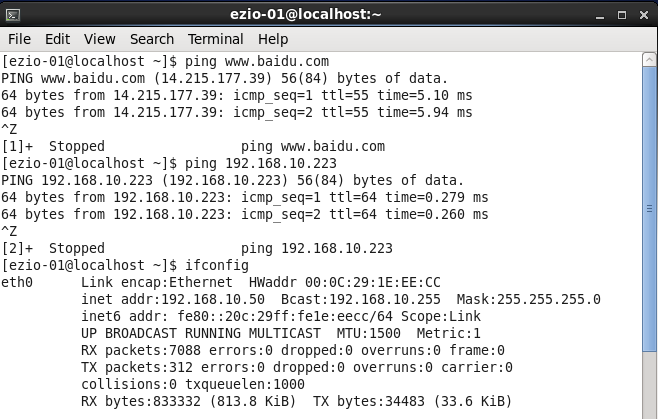 ezio-01@localhost:~
File Edit View Search Terminal Help
[ezio-01@localhost ~]$ ping www.baidu.com
PING www.baidu.com (14.215.177.39) 56(84) bytes of data.
64 bytes from 14.215.177.39: icmp_seq=1 ttl=55 time=5.10 ms
64 bytes from 14.215.177.39: icmp_seq=2 ttl=55 time=5.94 ms
^Z
[1]+  Stopped                 ping www.baidu.com
[ezio-01@localhost ~]$ ping 192.168.10.223
PING 192.168.10.223 (192.168.10.223) 56(84) bytes of data.
64 bytes from 192.168.10.223: icmp_seq=1 ttl=64 time=0.279 ms
64 bytes from 192.168.10.223: icmp_seq=2 ttl=64 time=0.260 ms
^Z
[2]+  Stopped                 ping 192.168.10.223
[ezio-01@localhost ~]$ ifconfig
eth0      Link encap:Ethernet  HWaddr 00:0C:29:1E:EE:CC
          inet addr:192.168.10.50  Bcast:192.168.10.255  Mask:255.255.255.0
          inet6 addr: fe80::20c:29ff:fe1e:eecc/64 Scope:Link
          UP BROADCAST RUNNING MULTICAST  MTU:1500  Metric:1
          RX packets:7088 errors:0 dropped:0 overruns:0 frame:0
          TX packets:312 errors:0 dropped:0 overruns:0 carrier:0
          collisions:0 txqueuelen:1000
          RX bytes:833332 (813.8 KiB)  TX bytes:34483 (33.6 KiB)